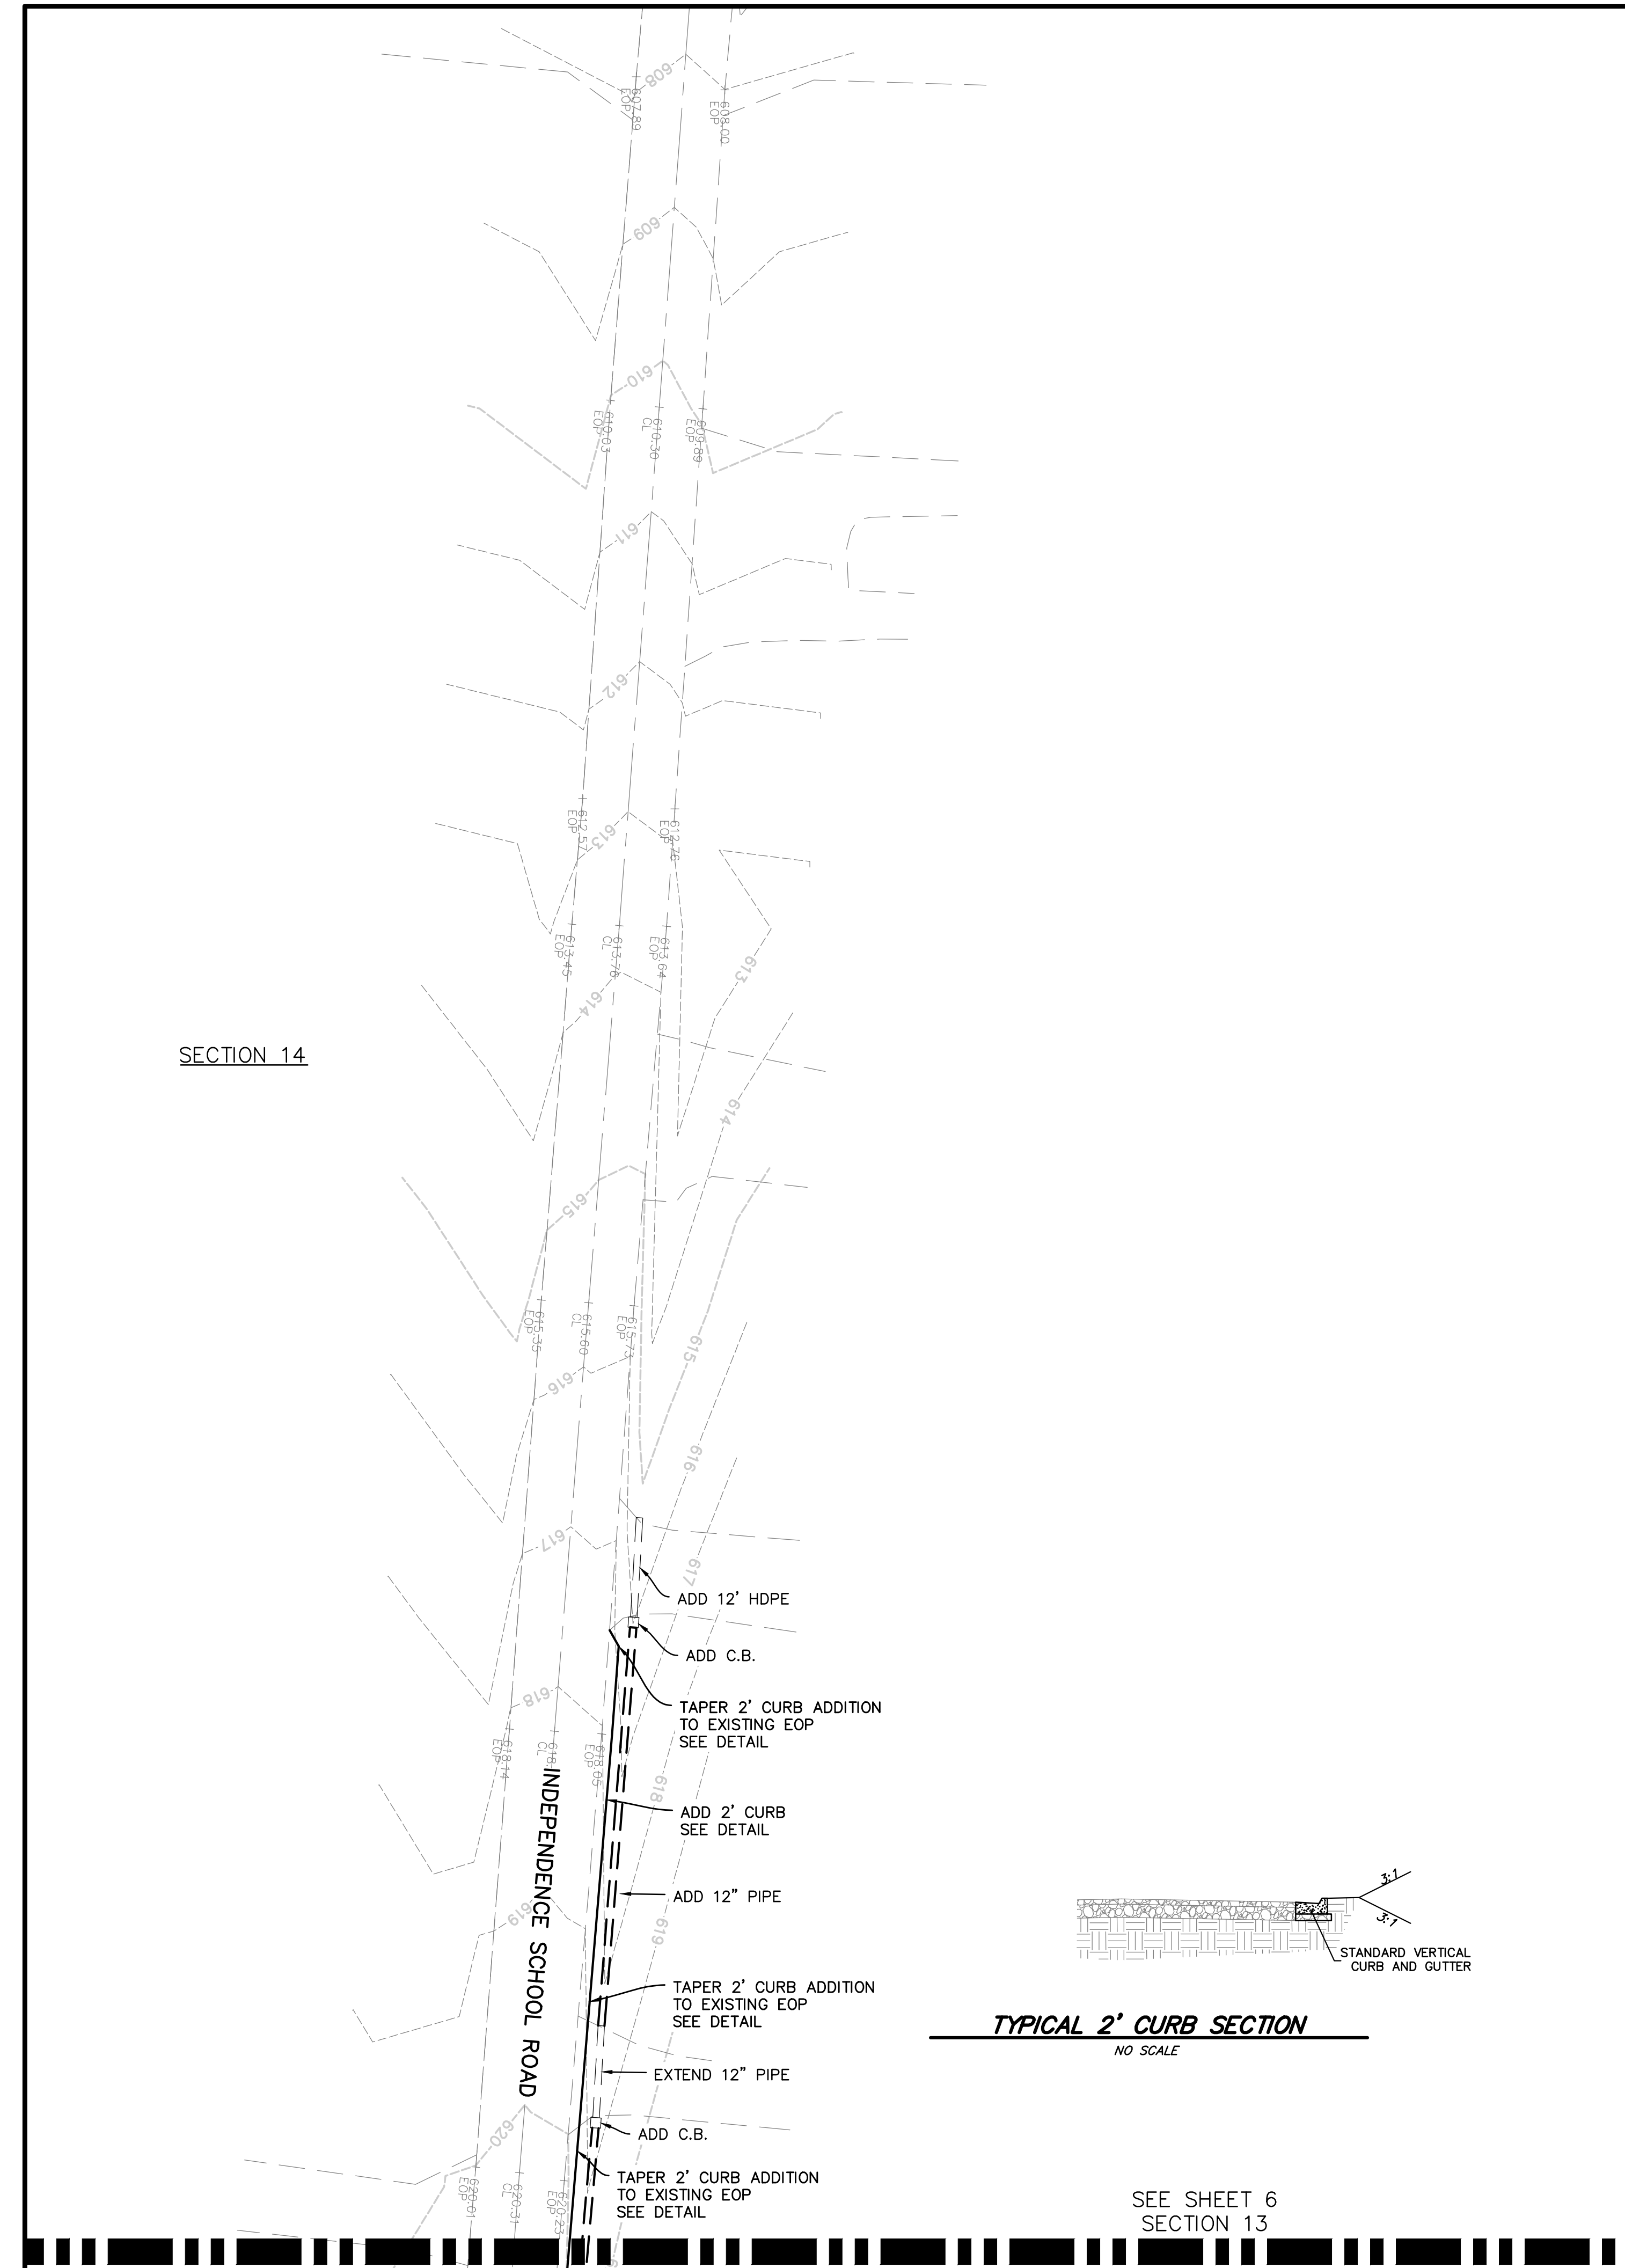 608
607.89
EOP
608.00
EOP
609
610
610.03
EOP
610.30
CL
609.89
EOP
611
612
612.57
EOP
613
612.76
EOP
613.45
EOP
613.76
CL
613.64
EOP
613
614
SECTION 14
614
615
615.35
EOP
615.60
CL
615.73
EOP
615
616
616
617
617
ADD 12' HDPE
ADD C.B.
618
TAPER 2' CURB ADDITION
TO EXISTING EOP
SEE DETAIL
618.14
EOP
618.
CL
618.05
EOP
INDEPENDENCE SCHOOL ROAD
618
ADD 2' CURB
SEE DETAIL
ADD 12" PIPE
619
619
3:1
3:1
STANDARD VERTICAL
CURB AND GUTTER
TAPER 2' CURB ADDITION
TO EXISTING EOP
SEE DETAIL
TYPICAL 2' CURB SECTION
NO SCALE
EXTEND 12" PIPE
620
ADD C.B.
TAPER 2' CURB ADDITION
TO EXISTING EOP
SEE DETAIL
620.01
EOP
620.31
CL
620.23
EOP
SEE SHEET 6
SECTION 13